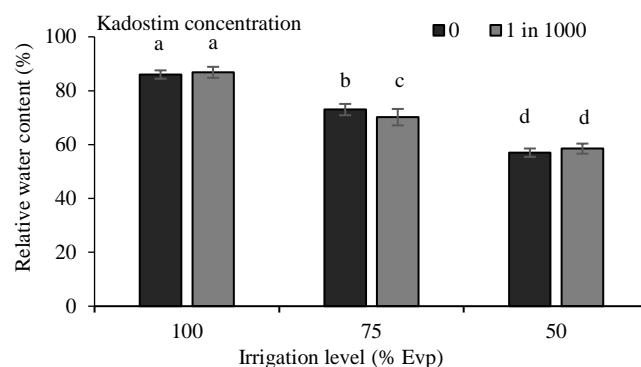 Kadostim concentration
0 1 in 1000
Relative water content (%)
100
80
60
40
20
0
a a
b c
d d
100 75 50
Irrigation level (% Evp)